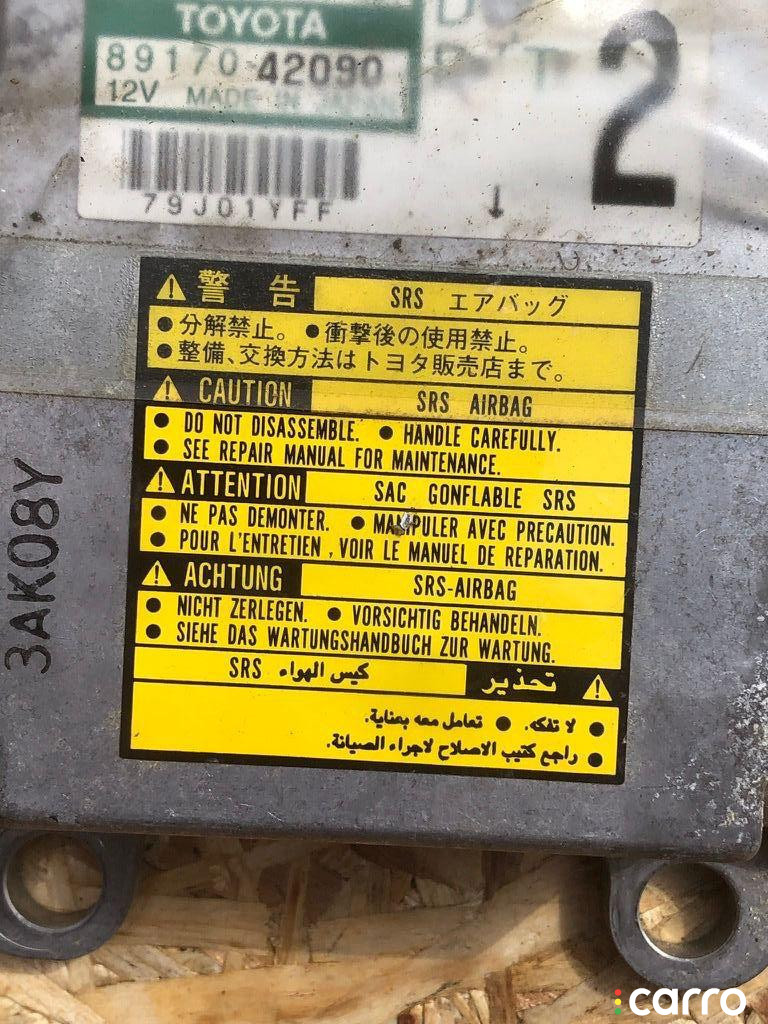 TOYOTA
89170-42090
12V MADE IN JAPAN
79J01YFF
2
警 告 SRS エアバッグ
●分解禁止。 ●衝撃後の使用禁止。
●整備、交換方法はトヨタ販売店まで。
CAUTION SRS AIRBAG
● DO NOT DISASSEMBLE. ● HANDLE CAREFULLY.
● SEE REPAIR MANUAL FOR MAINTENANCE.
ATTENTION SAC GONFLABLE SRS
● NE PAS DEMONTER. ● MANIPULER AVEC PRECAUTION.
● POUR L'ENTRETIEN , VOIR LE MANUEL DE REPARATION.
ACHTUNG SRS-AIRBAG
● NICHT ZERLEGEN. ● VORSICHTIG BEHANDELN.
● SIEHE DAS WARTUNGSHANDBUCH ZUR WARTUNG.
تحذير كيس الهواء SRS
● لا تفكه. ● تعامل معه بعناية.
● راجع كتيب الاصلاح لاجراء الصيانة.
3AK08Y
carro